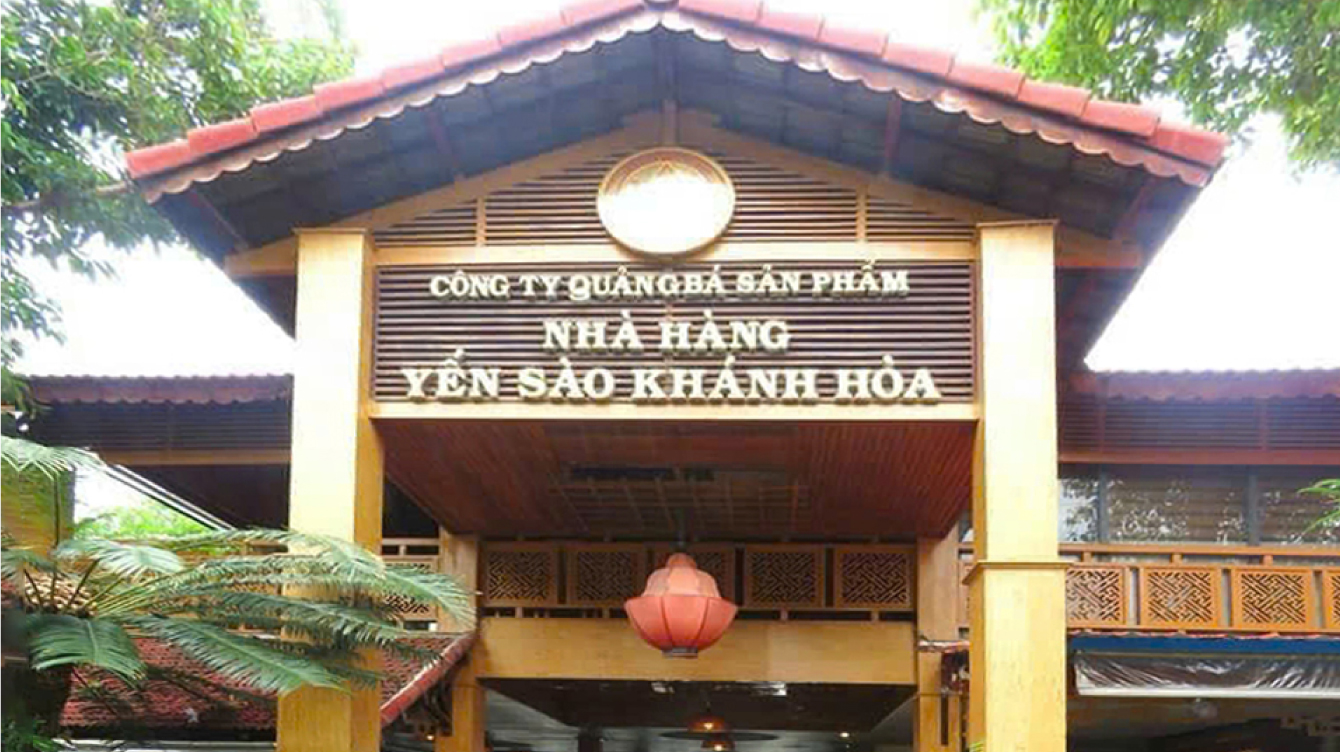 CÔNG TY QUẢNG BÁ SẢN PHẨM
NHÀ HÀNG
YẾN SÀO KHÁNH HÒA